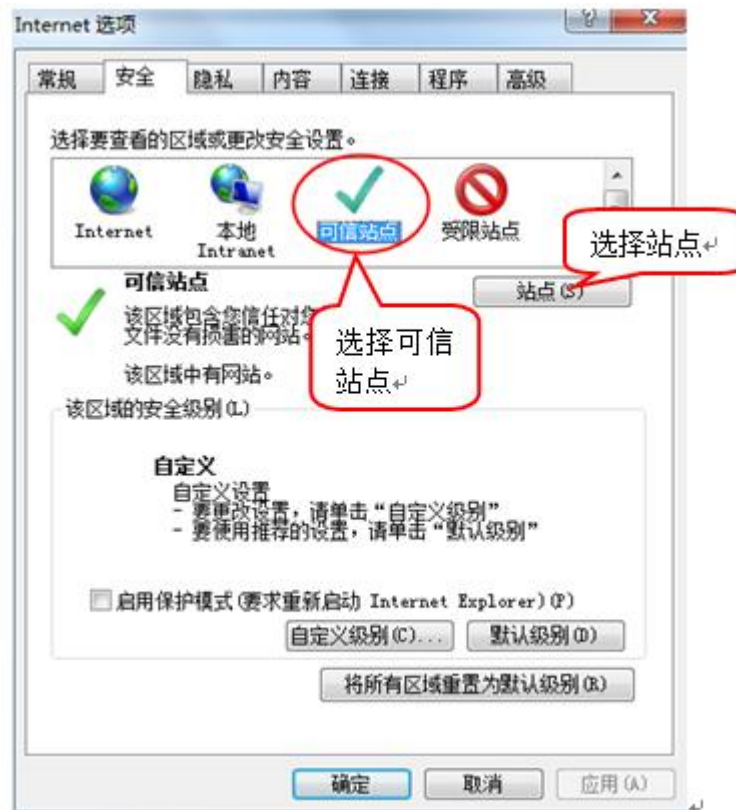 Internet 选项
常规 安全 隐私 内容 连接 程序 高级
选择要查看的区域或更改安全设置。
Internet 本地 Intranet 可信站点 受限站点
选择站点
可信站点
站点(S)
该区域包含您信任对您
文件没有损害的网站。
选择可信
站点
该区域中有网站。
该区域的安全级别(L)
自定义
自定义设置
- 要更改设置，请单击“自定义级别”
- 要使用推荐的设置，请单击“默认级别”
启用保护模式(要求重新启动 Internet Explorer)(P)
自定义级别(C)... 默认级别(D)
将所有区域重置为默认级别(R)
确定 取消 应用(A)